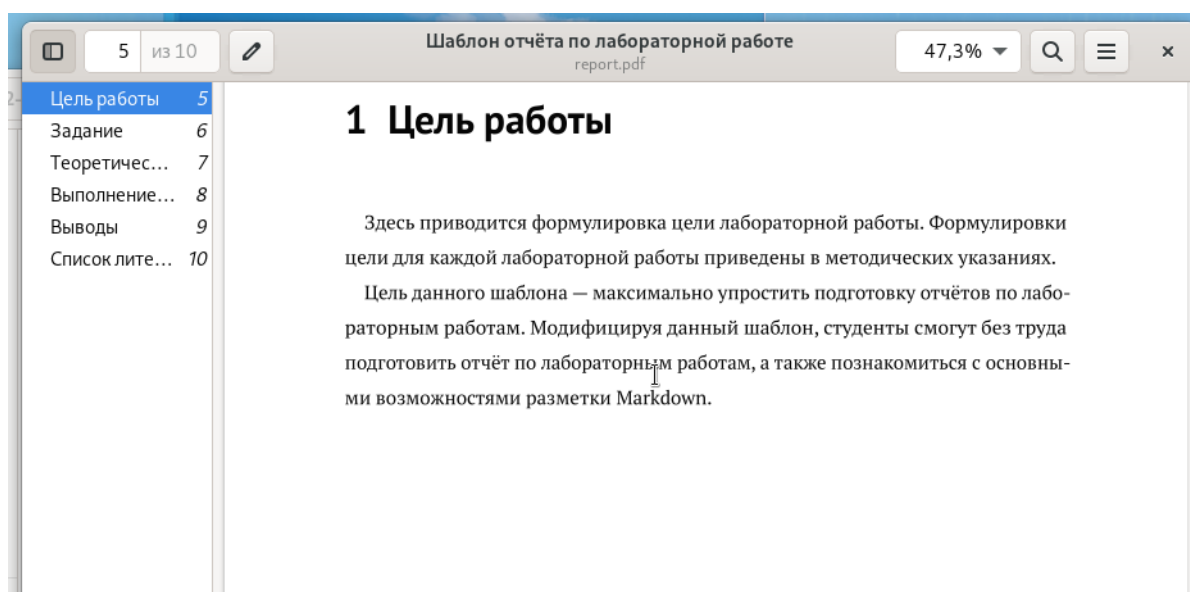 5 из 10
Шаблон отчёта по лабораторной работе
report.pdf
47,3%
Цель работы 5
Задание 6
Теоретичес… 7
Выполнение… 8
Выводы 9
Список лите… 10
1 Цель работы
Здесь приводится формулировка цели лабораторной работы. Формулировки
цели для каждой лабораторной работы приведены в методических указаниях.
Цель данного шаблона — максимально упростить подготовку отчётов по лабо-
раторным работам. Модифицируя данный шаблон, студенты смогут без труда
подготовить отчёт по лабораторным работам, а также познакомиться с основны-
ми возможностями разметки Markdown.